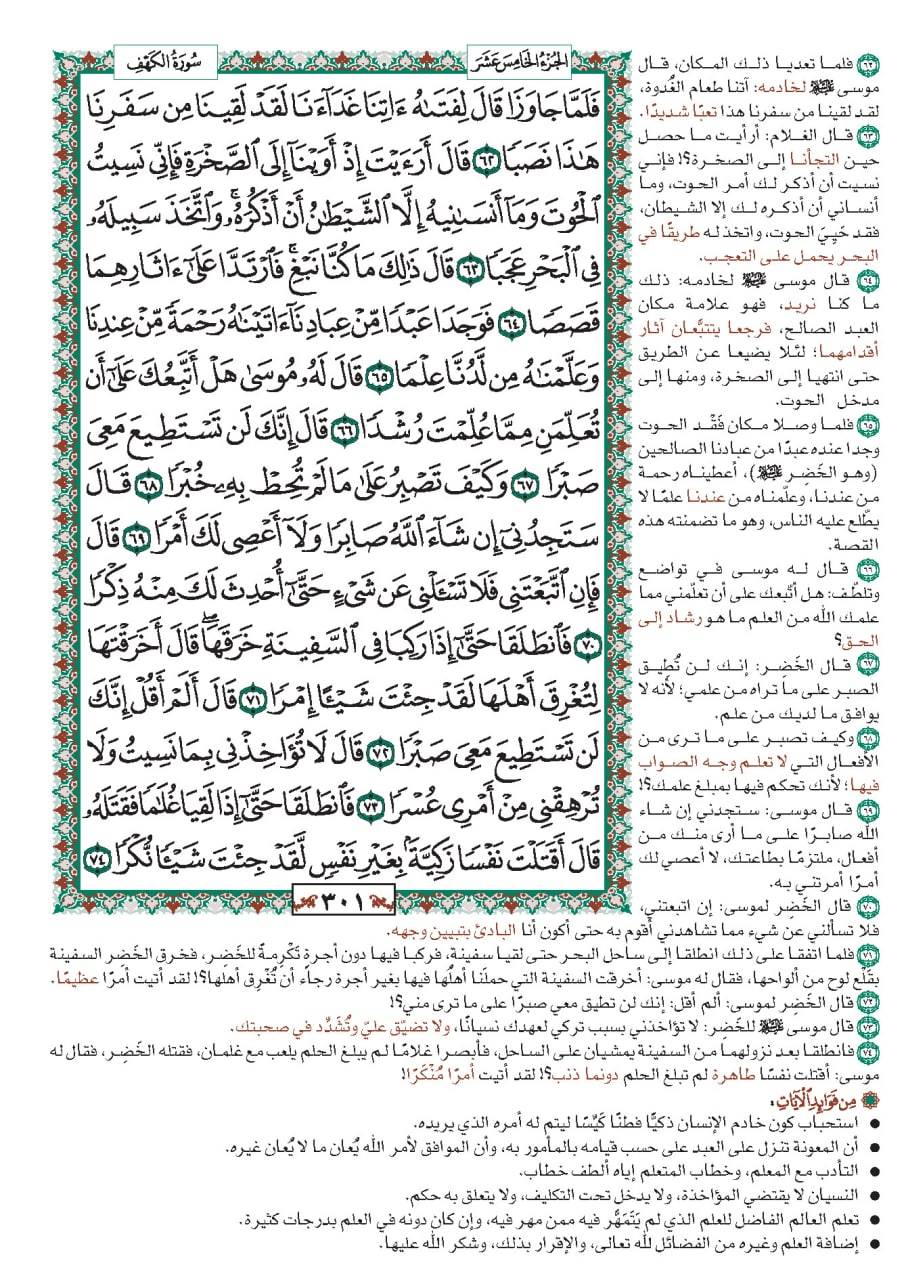 سُورَةُ الكَهْفِ
الجُزْءُ الخَامِسَ عَشَرَ
فَلَمَّا جَاوَزَا قَالَ لِفَتَىٰهُ ءَاتِنَا غَدَآءَنَا لَقَدْ لَقِينَا مِن سَفَرِنَا
هَٰذَا نَصَبًا ٦٢ قَالَ أَرَءَيْتَ إِذْ أَوَيْنَآ إِلَى ٱلصَّخْرَةِ فَإِنِّي نَسِيتُ
ٱلْحُوتَ وَمَآ أَنسَىٰنِيهُ إِلَّا ٱلشَّيْطَٰنُ أَنْ أَذْكُرَهُۥۚ وَٱتَّخَذَ سَبِيلَهُۥ
فِي ٱلْبَحْرِ عَجَبًا ٦٣ قَالَ ذَٰلِكَ مَا كُنَّا نَبْغِۚ فَٱرْتَدَّا عَلَىٰٓ ءَاثَارِهِمَا
قَصَصًا ٦٤ فَوَجَدَا عَبْدًا مِّنْ عِبَادِنَآ ءَاتَيْنَٰهُ رَحْمَةً مِّنْ عِندِنَا
وَعَلَّمْنَٰهُ مِن لَّدُنَّا عِلْمًا ٦٥ قَالَ لَهُۥ مُوسَىٰ هَلْ أَتَّبِعُكَ عَلَىٰٓ أَن
تُعَلِّمَنِ مِمَّا عُلِّمْتَ رُشْدًا ٦٦ قَالَ إِنَّكَ لَن تَسْتَطِيعَ مَعِيَ
صَبْرًا ٦٧ وَكَيْفَ تَصْبِرُ عَلَىٰ مَا لَمْ تُحِطْ بِهِۦ خُبْرًا ٦٨ قَالَ
سَتَجِدُنِيٓ إِن شَآءَ ٱللَّهُ صَابِرًا وَلَآ أَعْصِي لَكَ أَمْرًا ٦٩ قَالَ
فَإِنِ ٱتَّبَعْتَنِي فَلَا تَسْـَٔلْنِي عَن شَيْءٍ حَتَّىٰٓ أُحْدِثَ لَكَ مِنْهُ ذِكْرًا
٧٠ فَٱنطَلَقَا حَتَّىٰٓ إِذَا رَكِبَا فِي ٱلسَّفِينَةِ خَرَقَهَاۖ قَالَ أَخَرَقْتَهَا
لِتُغْرِقَ أَهْلَهَا لَقَدْ جِئْتَ شَيْـًٔا إِمْرًا ٧١ قَالَ أَلَمْ أَقُلْ إِنَّكَ
لَن تَسْتَطِيعَ مَعِيَ صَبْرًا ٧٢ قَالَ لَا تُؤَاخِذْنِي بِمَا نَسِيتُ وَلَا
تُرْهِقْنِي مِنْ أَمْرِي عُسْرًا ٧٣ فَٱنطَلَقَا حَتَّىٰٓ إِذَا لَقِيَا غُلَٰمًا فَقَتَلَهُۥ
قَالَ أَقَتَلْتَ نَفْسًا زَكِيَّةَۢ بِغَيْرِ نَفْسٍ لَّقَدْ جِئْتَ شَيْـًٔا نُّكْرًا ٧٤
٣٠١
٦٢ فلما تعديا ذلك المكان، قال
موسى ﷺ لخادمه: آتنا طعام الغُدوة،
لقد لقينا من سفرنا هذا تعبًا شديدًا.
٦٣ قال الغلام: أرأيت ما حصل
حين التجأنا إلى الصخرة؟! فإني
نسيت أن أذكر لك أمر الحوت، وما
أنساني أن أذكره لك إلا الشيطان،
فقد حَيِيَ الحوت، واتخذ له طريقًا في
البحر يحمل على التعجب.
٦٤ قال موسى ﷺ لخادمه: ذلك
ما كنا نريد، فهو علامة مكان
العبد الصالح، فرجعا يتتبَّعان آثار
أقدامهما؛ لئلا يضيعا عن الطريق
حتى انتهيا إلى الصخرة، ومنها إلى
مدخل الحوت.
٦٥ فلما وصلا مكان فَقْد الحوت
وجدا عنده عبدًا من عبادنا الصالحين
(وهو الخَضِر ﷺ)، أعطيناه رحمة
من عندنا، وعلّمناه من عندنا علمًا لا
يطّلع عليه الناس، وهو ما تضمنته هذه
القصة.
٦٦ قال له موسى في تواضع
وتلطّف: هل أتّبعك على أن تعلّمني مما
علمك الله من العلم ما هو رشاد إلى
الحق؟
٦٧ قال الخَضِر: إنك لن تُطِيق
الصبر على ما تراه من علمي؛ لأنه لا
يوافق ما لديك من علم.
٦٨ وكيف تصبر على ما ترى من
الأفعال التي لا تعلم وجه الصواب
فيها؛ لأنك تحكم فيها بمبلغ علمك؟!
٦٩ قال موسى: ستجدني إن شاء
الله صابرًا على ما أرى منك من
أفعال، ملتزمًا بطاعتك، لا أعصي لك
أمرًا أمرتني به.
٧٠ قال الخَضِر لموسى: إن اتبعتني،
فلا تسألني عن شيء مما تشاهدني أقوم به حتى أكون أنا البادئ بتبيين وجهه.
٧١ فلما اتفقا على ذلك انطلقا إلى ساحل البحر حتى لقيا سفينة، فركبا فيها دون أجرة تَكْرِمةً للخَضِر، فخرق الخَضِر السفينة
بقَلْع لوح من ألواحها، فقال له موسى: أخرقت السفينة التي حملَنا أهلُها فيها بغير أجرة رجاء أن تُغْرِق أهلَها؟! لقد أتيت أمرًا عظيمًا.
٧٢ قال الخَضِر لموسى: ألم أقل: إنك لن تطيق معي صبرًا على ما ترى مني؟!
٧٣ قال موسى ﷺ للخَضِر: لا تؤاخذني بسبب تركي لعهدك نسيانًا، ولا تضيّق عليّ وتُشَدِّد في صحبتك.
٧٤ فانطلقا بعد نزولهما من السفينة يمشيان على الساحل، فأبصرا غلامًا لم يبلغ الحلم يلعب مع غلمان، فقتله الخَضِر، فقال له
موسى: أقتلت نفسًا طاهرة لم تبلغ الحلم دونما ذنب؟! لقد أتيت أمرًا مُنْكَرًا!
مِن فَوَائِدِ الآيَاتِ:
● استحباب كون خادم الإنسان ذكيًّا فطنًا كَيِّسًا ليتم له أمره الذي يريده.
● أن المعونة تنزل على العبد على حسب قيامه بالمأمور به، وأن الموافق لأمر الله يُعان ما لا يُعان غيره.
● التأدب مع المعلم، وخطاب المتعلم إياه ألطف خطاب.
● النسيان لا يقتضي المؤاخذة، ولا يدخل تحت التكليف، ولا يتعلق به حكم.
● تعلم العالم الفاضل للعلم الذي لم يَتَمَهَّر فيه ممن مهر فيه، وإن كان دونه في العلم بدرجات كثيرة.
● إضافة العلم وغيره من الفضائل لله تعالى، والإقرار بذلك، وشكر الله عليها.